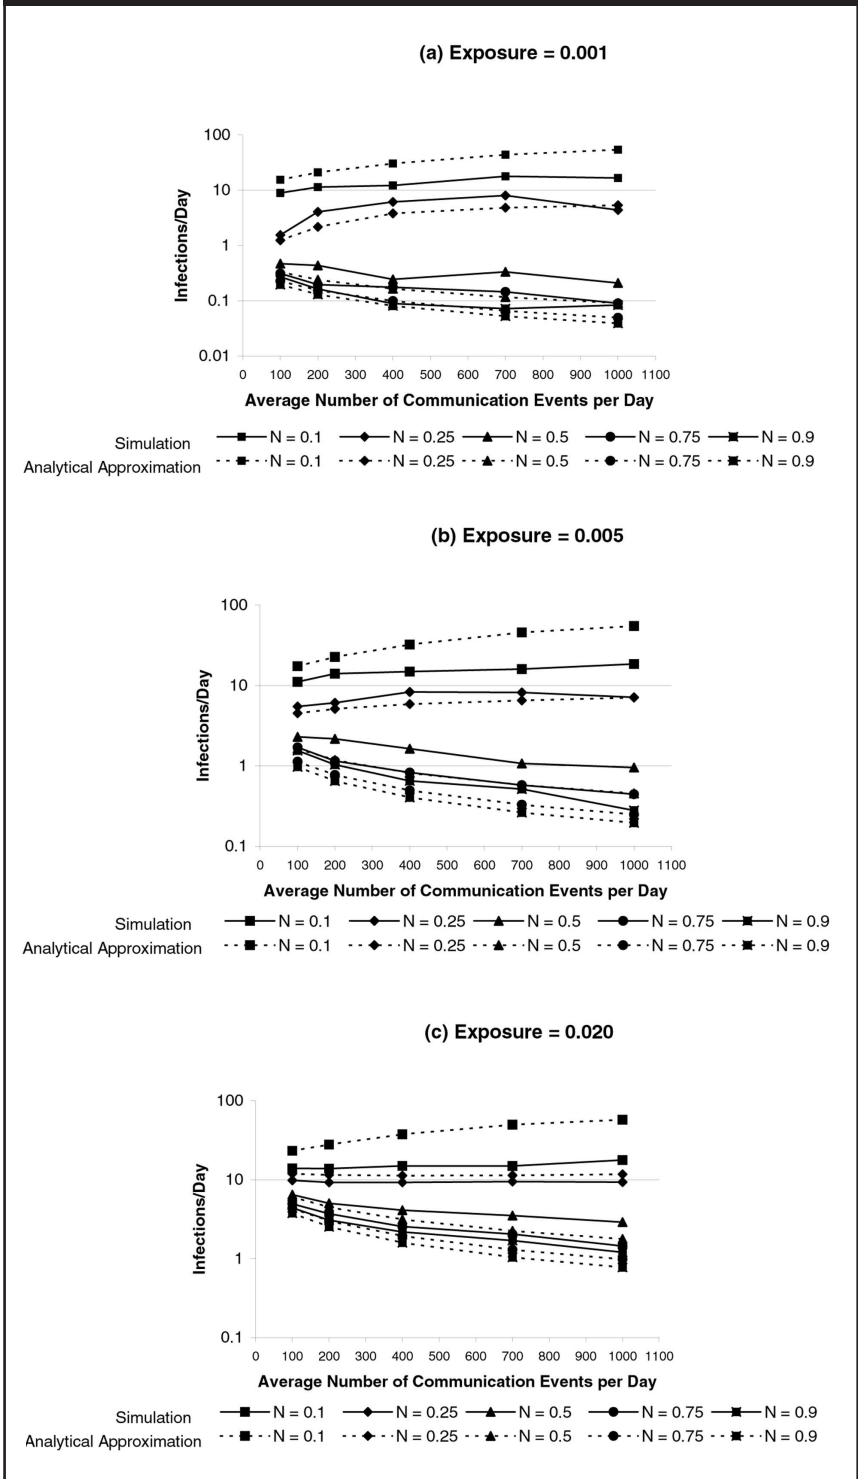 (a) Exposure = 0.001
100
10
1
0.1
0.01
Infections/Day
0 100 200 300 400 500 600 700 800 900 1000 1100
Average Number of Communication Events per Day
Simulation N = 0.1 N = 0.25 N = 0.5 N = 0.75 N = 0.9
Analytical Approximation N = 0.1 N = 0.25 N = 0.5 N = 0.75 N = 0.9
(b) Exposure = 0.005
100
10
1
0.1
Infections/Day
0 100 200 300 400 500 600 700 800 900 1000 1100
Average Number of Communication Events per Day
Simulation N = 0.1 N = 0.25 N = 0.5 N = 0.75 N = 0.9
Analytical Approximation N = 0.1 N = 0.25 N = 0.5 N = 0.75 N = 0.9
(c) Exposure = 0.020
100
10
1
0.1
Infections/Day
0 100 200 300 400 500 600 700 800 900 1000 1100
Average Number of Communication Events per Day
Simulation N = 0.1 N = 0.25 N = 0.5 N = 0.75 N = 0.9
Analytical Approximation N = 0.1 N = 0.25 N = 0.5 N = 0.75 N = 0.9